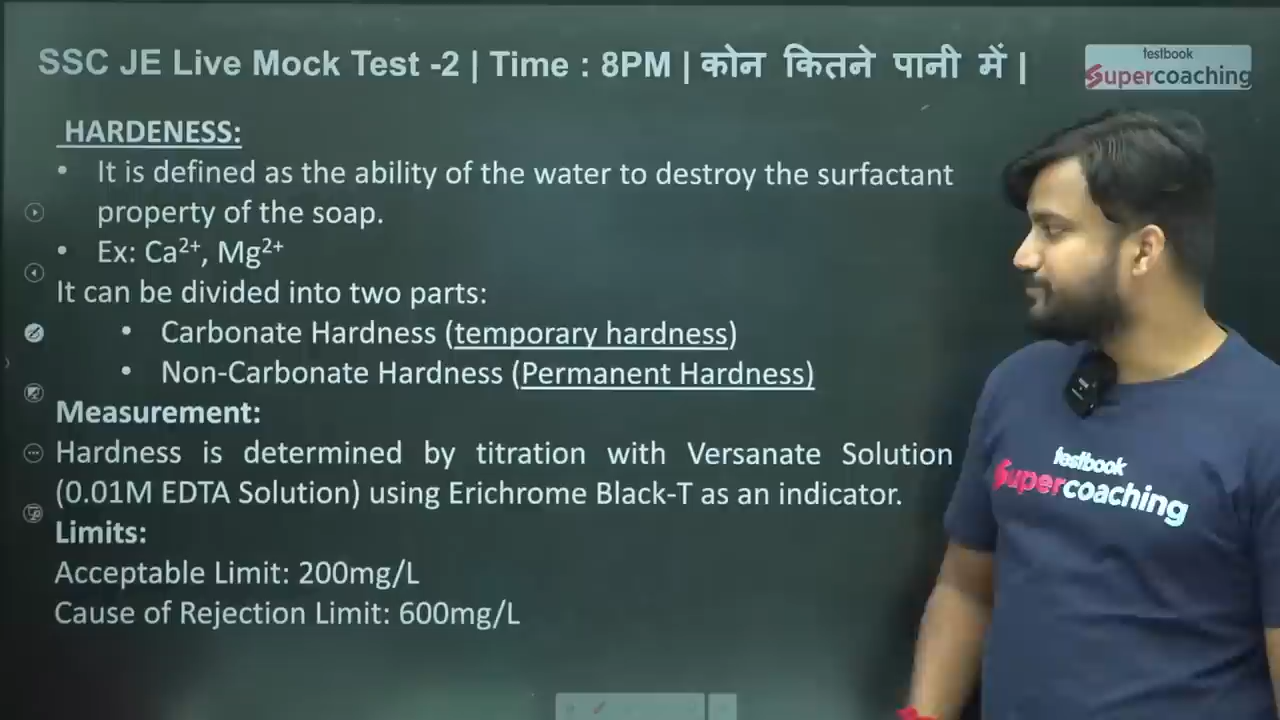 SSC JE Live Mock Test -2 | Time : 8PM | कोन कितने पानी में |
testbook
Supercoaching
HARDENESS:
• It is defined as the ability of the water to destroy the surfactant
property of the soap.
• Ex: Ca²⁺, Mg²⁺
It can be divided into two parts:
• Carbonate Hardness (temporary hardness)
• Non-Carbonate Hardness (Permanent Hardness)
Measurement:
Hardness is determined by titration with Versanate Solution
(0.01M EDTA Solution) using Erichrome Black-T as an indicator.
Limits:
Acceptable Limit: 200mg/L
Cause of Rejection Limit: 600mg/L
testbook
Supercoaching